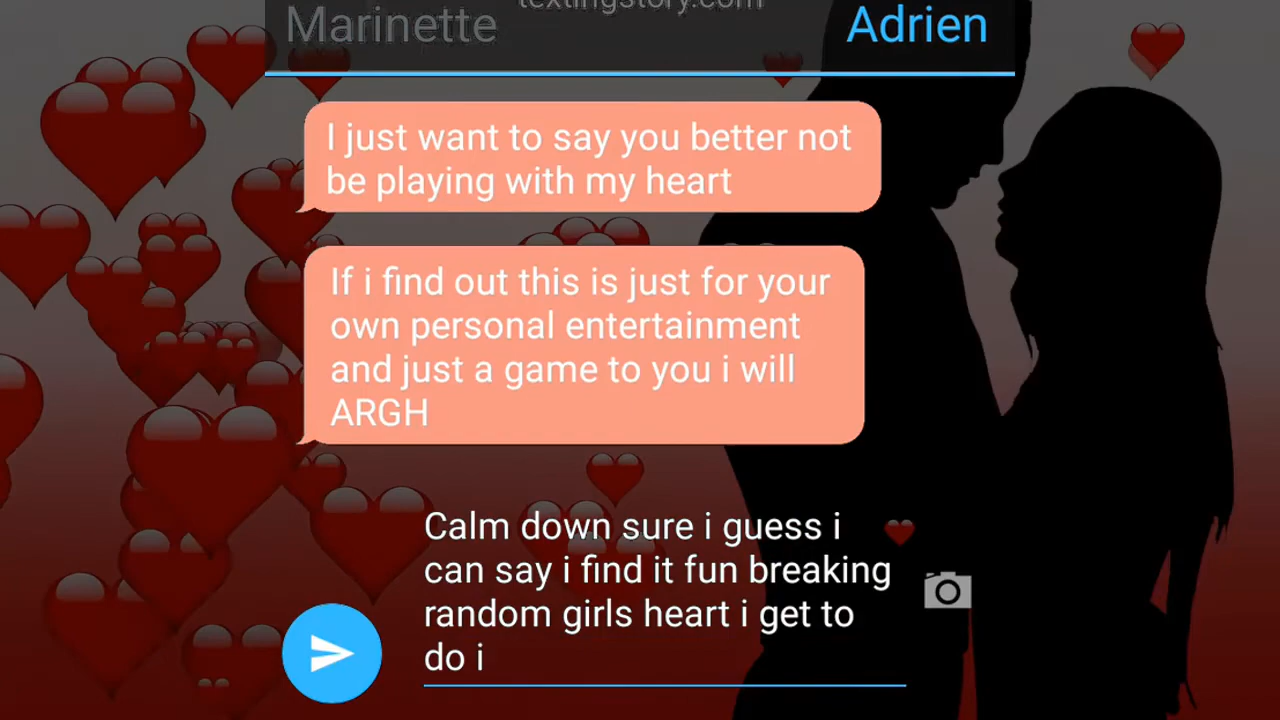 textingstory.com
Marinette
Adrien
I just want to say you better not
be playing with my heart
If i find out this is just for your
own personal entertainment
and just a game to you i will
ARGH
Calm down sure i guess i
can say i find it fun breaking
random girls heart i get to
do i